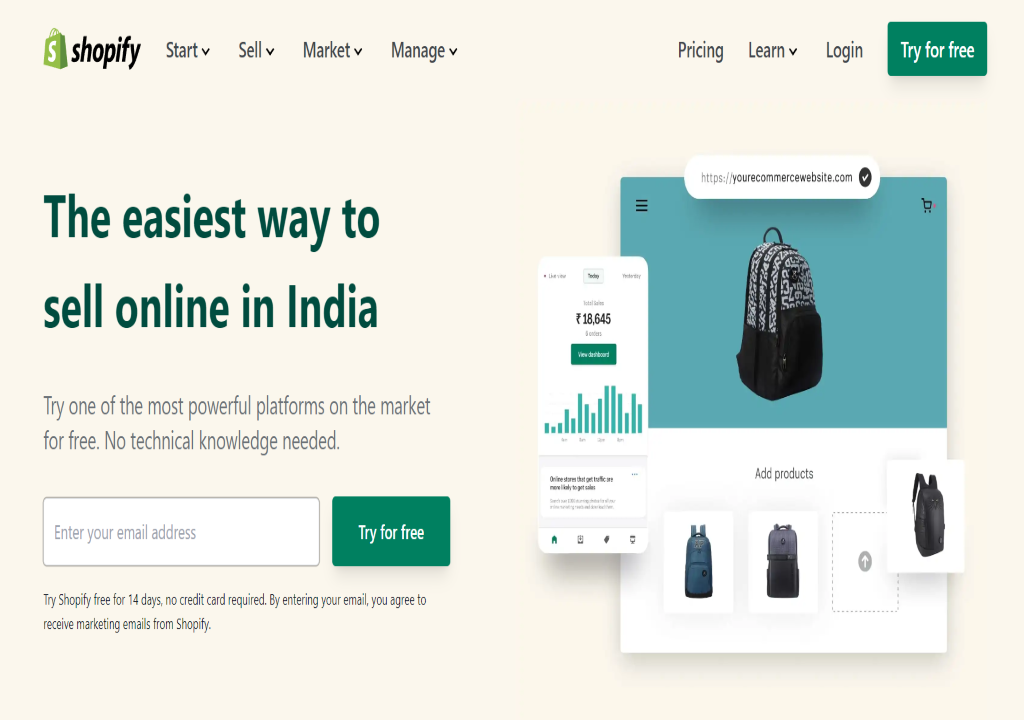 shopify
Start
Sell
Market
Manage
Pricing
Learn
Login
Try for free
The easiest way to
sell online in India
Try one of the most powerful platforms on the market
for free. No technical knowledge needed.
Enter your email address
Try for free
Try Shopify free for 14 days, no credit card required. By entering your email, you agree to
receive marketing emails from Shopify.
https://yourecommercewebsite.com
Live view
Today
Yesterday
Total Sales
₹ 18,645
View dashboard
Online stores that get traffic are
more likely to get sales
Add products